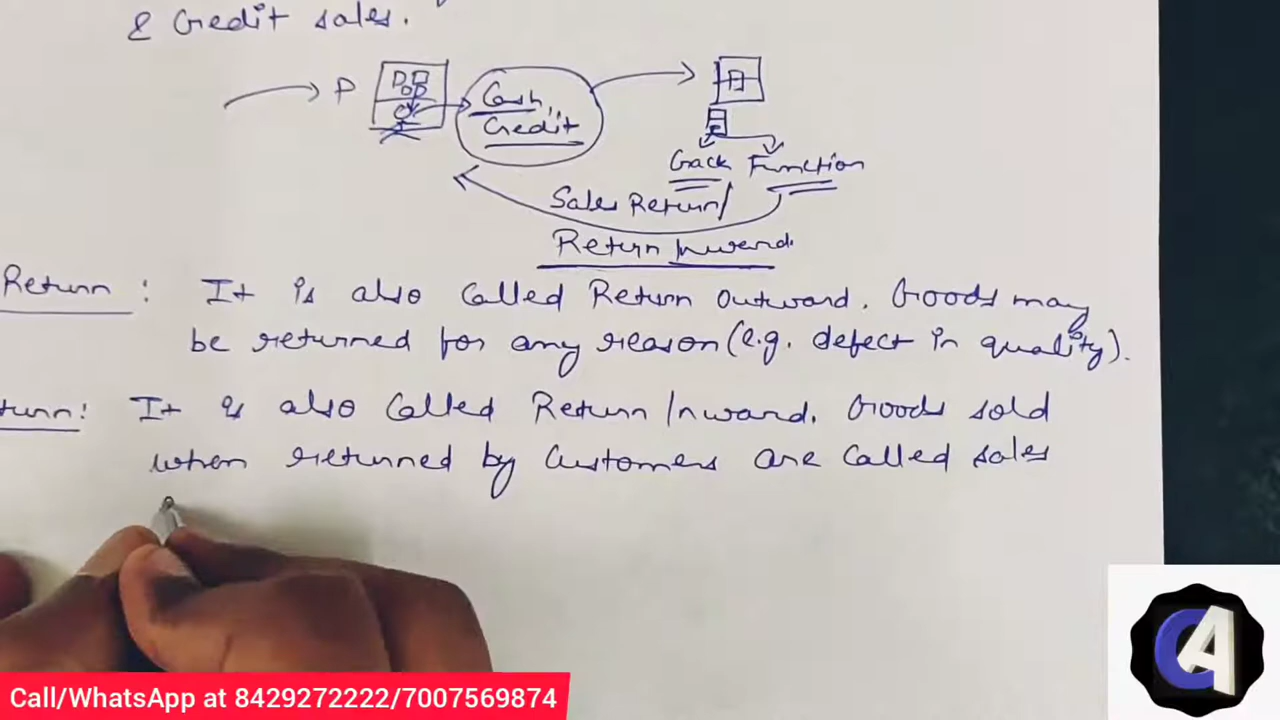 & Credit sales.
P
Cash,
Credit
Crack Function
Sales Return/
Return Inward.
Return : It is also called Return outward. Goods may
be returned for any reason (e.g. defect in quality).
turn: It is also called Return Inward. Goods sold
when returned by customers are called sales
CA
Call/WhatsApp at 8429272222/7007569874